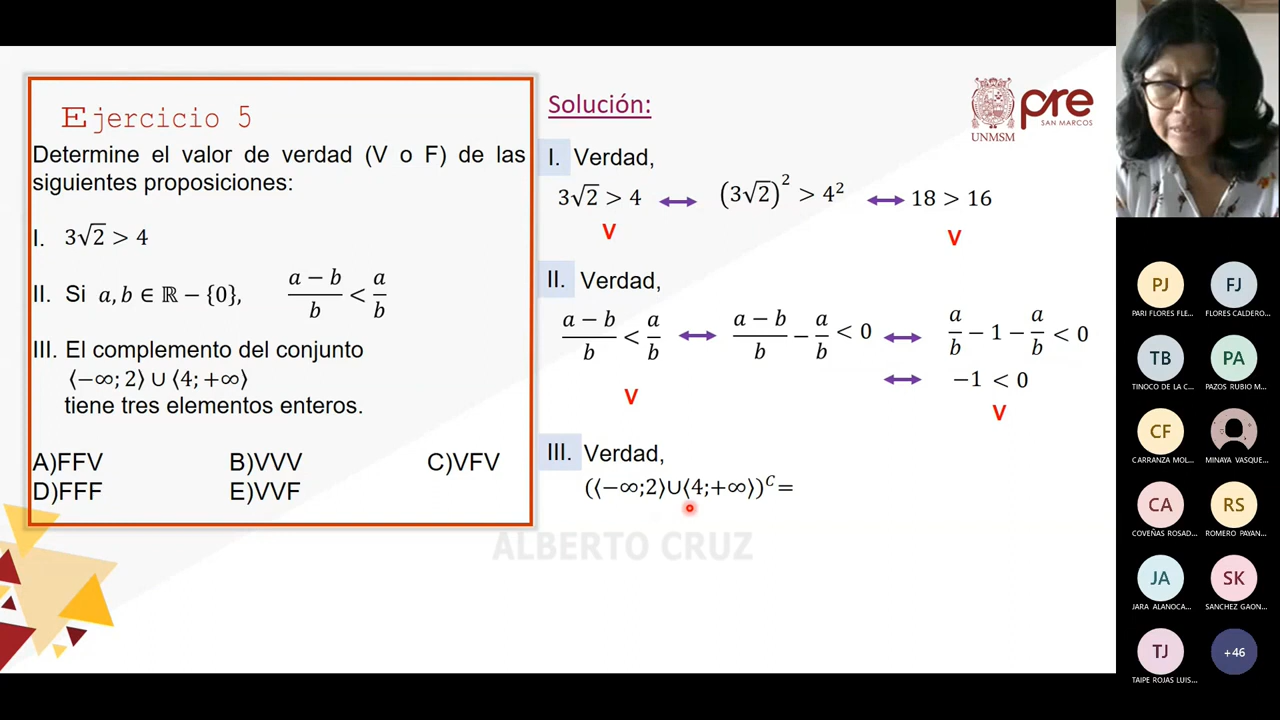 Ejercicio 5
Determine el valor de verdad (V o F) de las
siguientes proposiciones:
I. 3√2 > 4
II. Si a, b ∈ ℝ − {0}, (a − b)/b < a/b
III. El complemento del conjunto
⟨−∞; 2⟩ ∪ ⟨4; +∞⟩
tiene tres elementos enteros.
A)FFV B)VVV C)VFV
D)FFF E)VVF
Solución:
UNMSM
pre
SAN MARCOS
I. Verdad,
3√2 > 4 ↔ (3√2)² > 4² ↔ 18 > 16
V V
II. Verdad,
(a − b)/b < a/b ↔ (a − b)/b − a/b < 0 ↔ a/b − 1 − a/b < 0
↔ −1 < 0
V V
III. Verdad,
(⟨−∞;2⟩∪⟨4;+∞⟩)ᶜ =
ALBERTO CRUZ
PJ FJ
PARI FLORES FLE... FLORES CALDERO...
TB PA
TINOCO DE LA C... PAZOS RUBIO M...
CF
CARRANZA MOL... MINAYA VASQUE...
CA RS
COVEÑAS ROSAD... ROMERO PAYAN...
JA SK
JARA ALANOCA... SANCHEZ GAON...
TJ +46
TAIPE ROJAS LUIS...